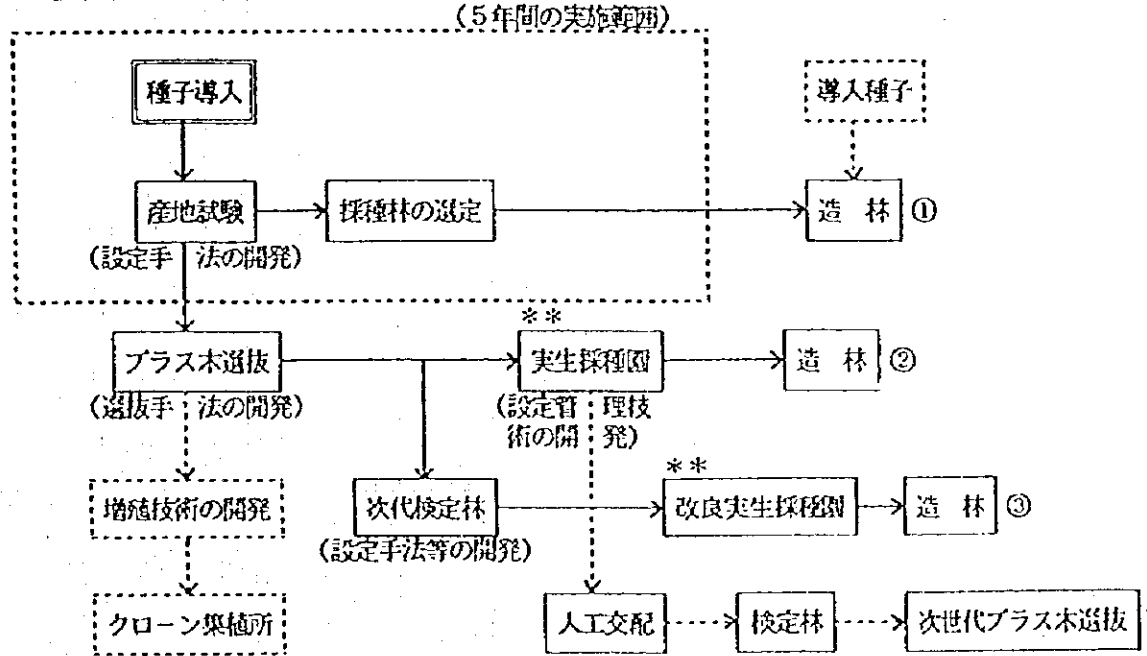 (5年間の実施範囲)
種子導入
導入種子
産地試験
採種林の選定
造 林 ①
(設定手 法の開発)
**
プラス木選抜
実生採種園
造 林 ②
(選抜手 法の開発)
(設定管 理技
術の開 発)
**
増殖技術の開発
次代検定林
改良実生採種園
造 林 ③
(設定手法等の開発)
クローン集植所
人工交配
検定林
次世代プラス木選抜